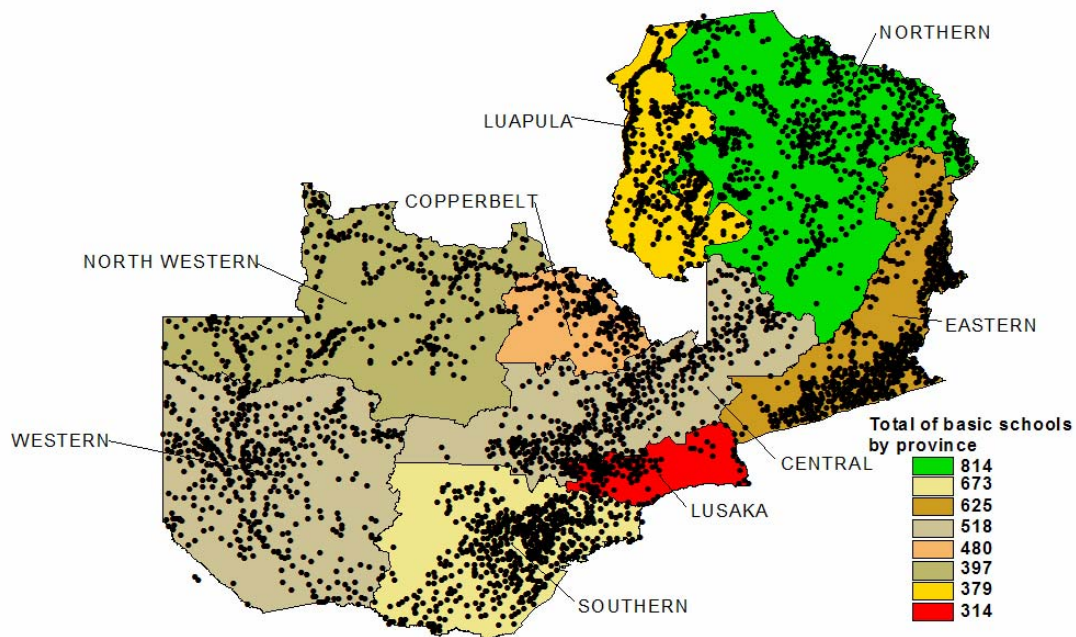 NORTHERN
LUAPULA
COPPERBELT
NORTH WESTERN
EASTERN
WESTERN
CENTRAL
LUSAKA
SOUTHERN
Total of basic schools
by province
814
673
625
518
480
397
379
314